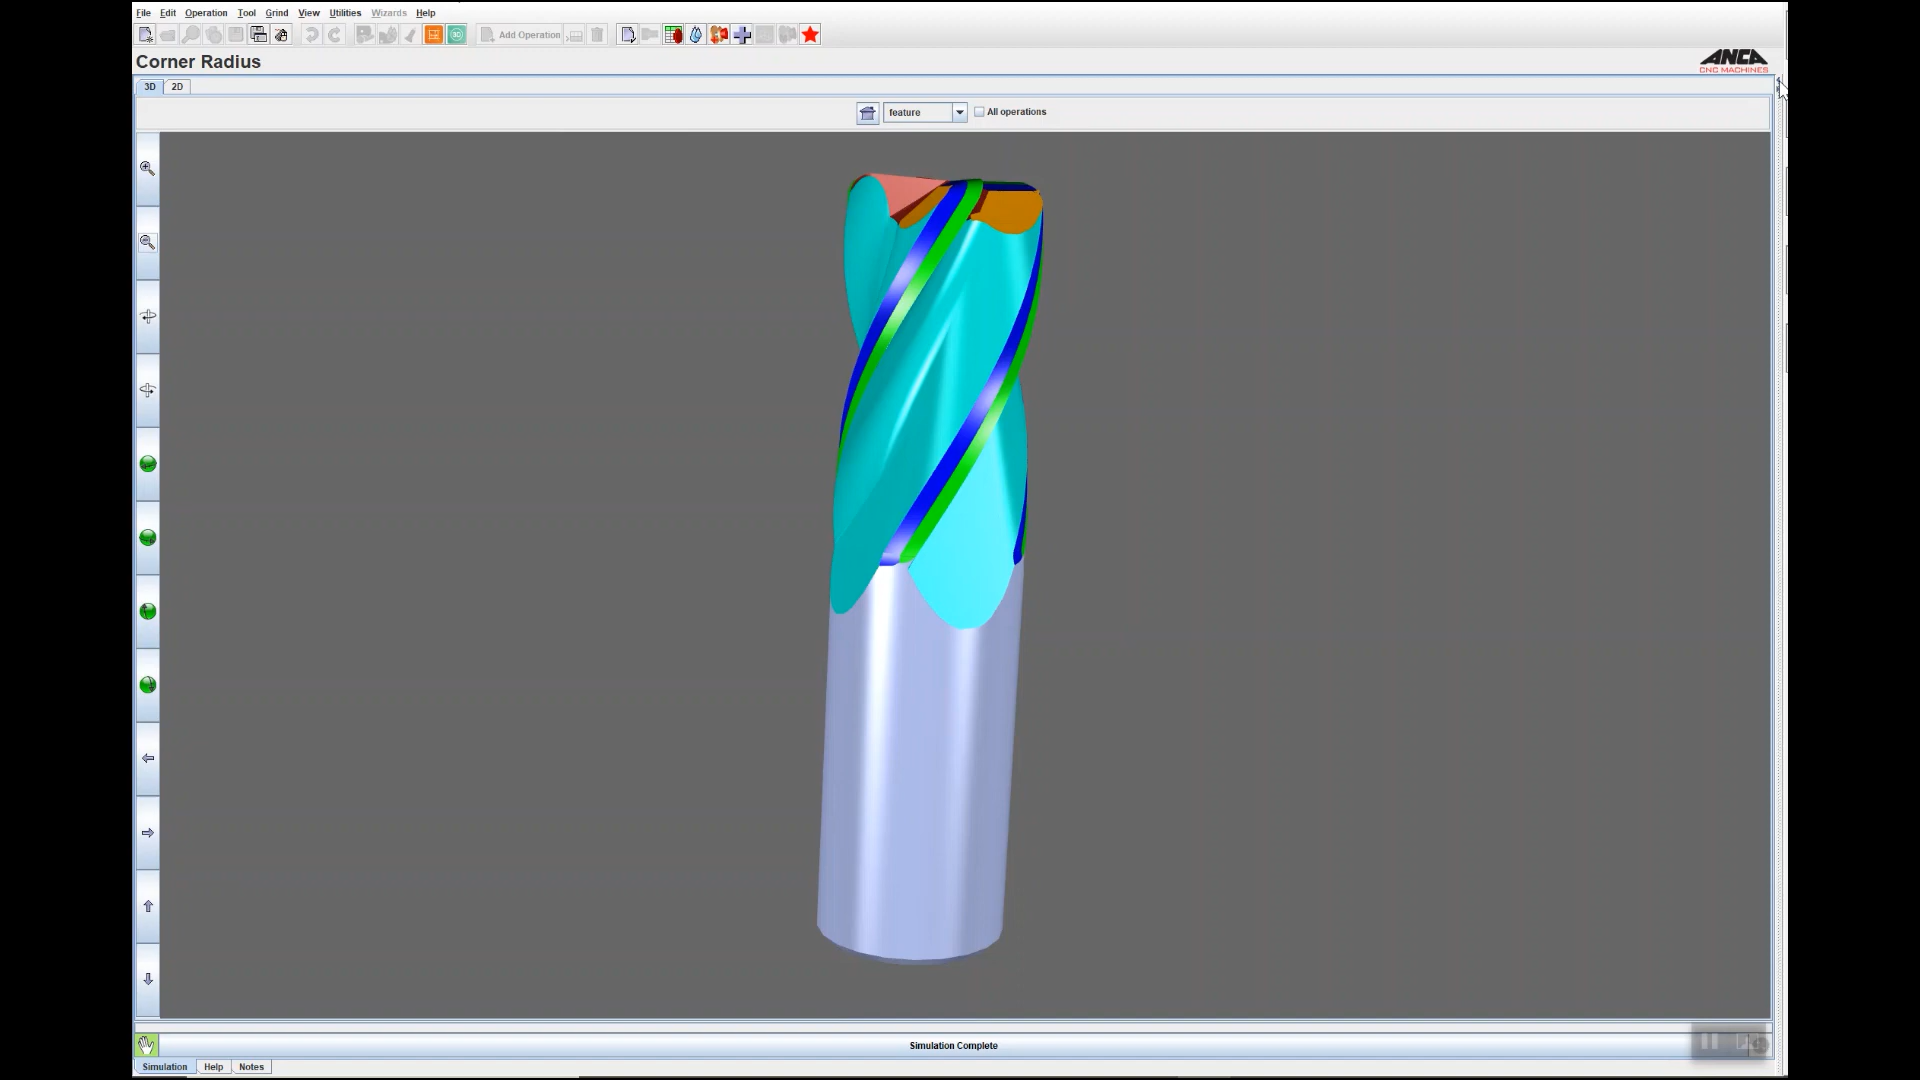 File Edit Operation Tool Grind View Utilities Wizards Help
Add Operation
Corner Radius
ANCA
CNC MACHINES
3D 2D
feature All operations
Simulation Complete
Simulation Help Notes